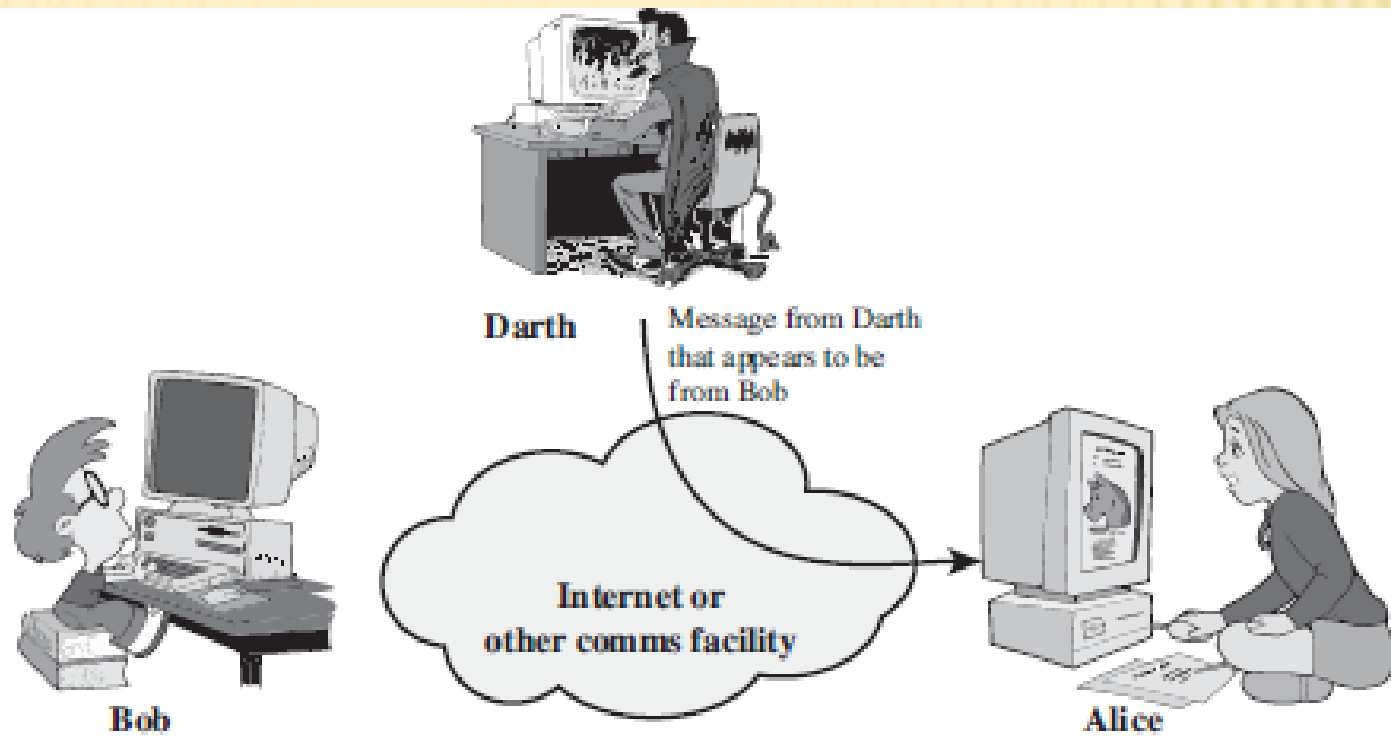 Darth
Message from Darth
that appears to be
from Bob
Internet or
other comms facility
Bob
Alice